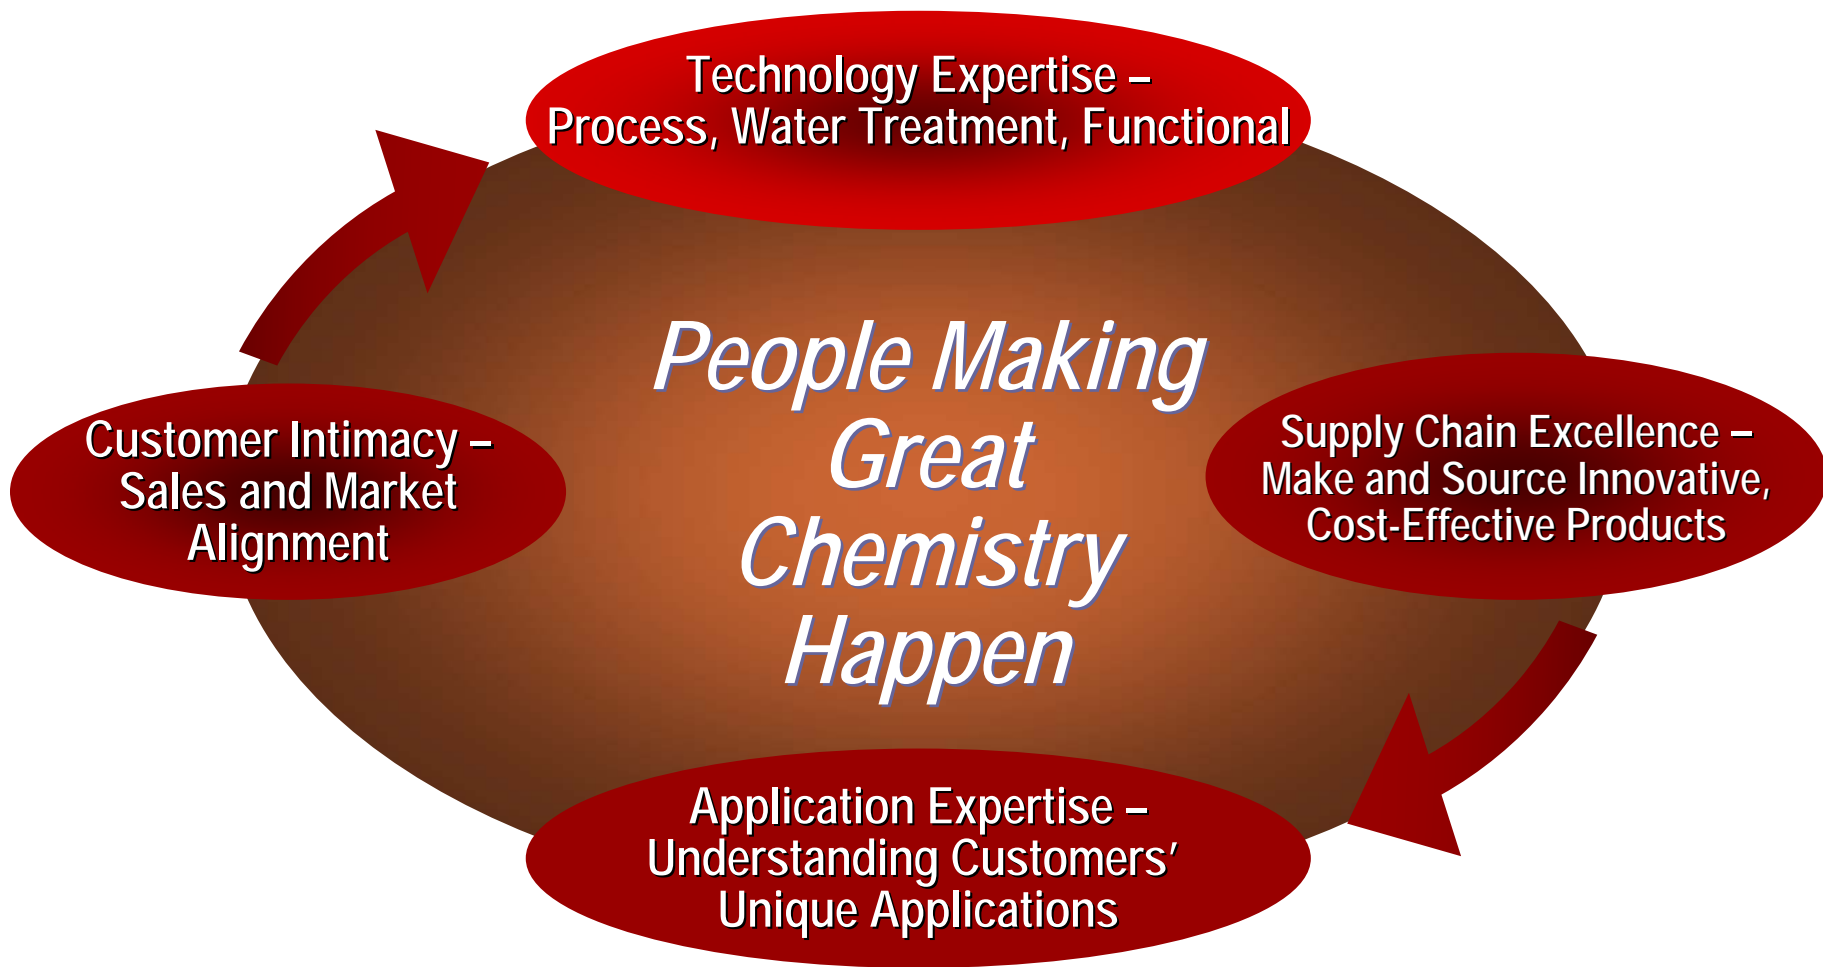 Technology Expertise –
Process, Water Treatment, Functional
People Making
Great
Chemistry
Happen
Customer Intimacy –
Sales and Market
Alignment
Supply Chain Excellence –
Make and Source Innovative,
Cost-Effective Products
Application Expertise –
Understanding Customers’
Unique Applications